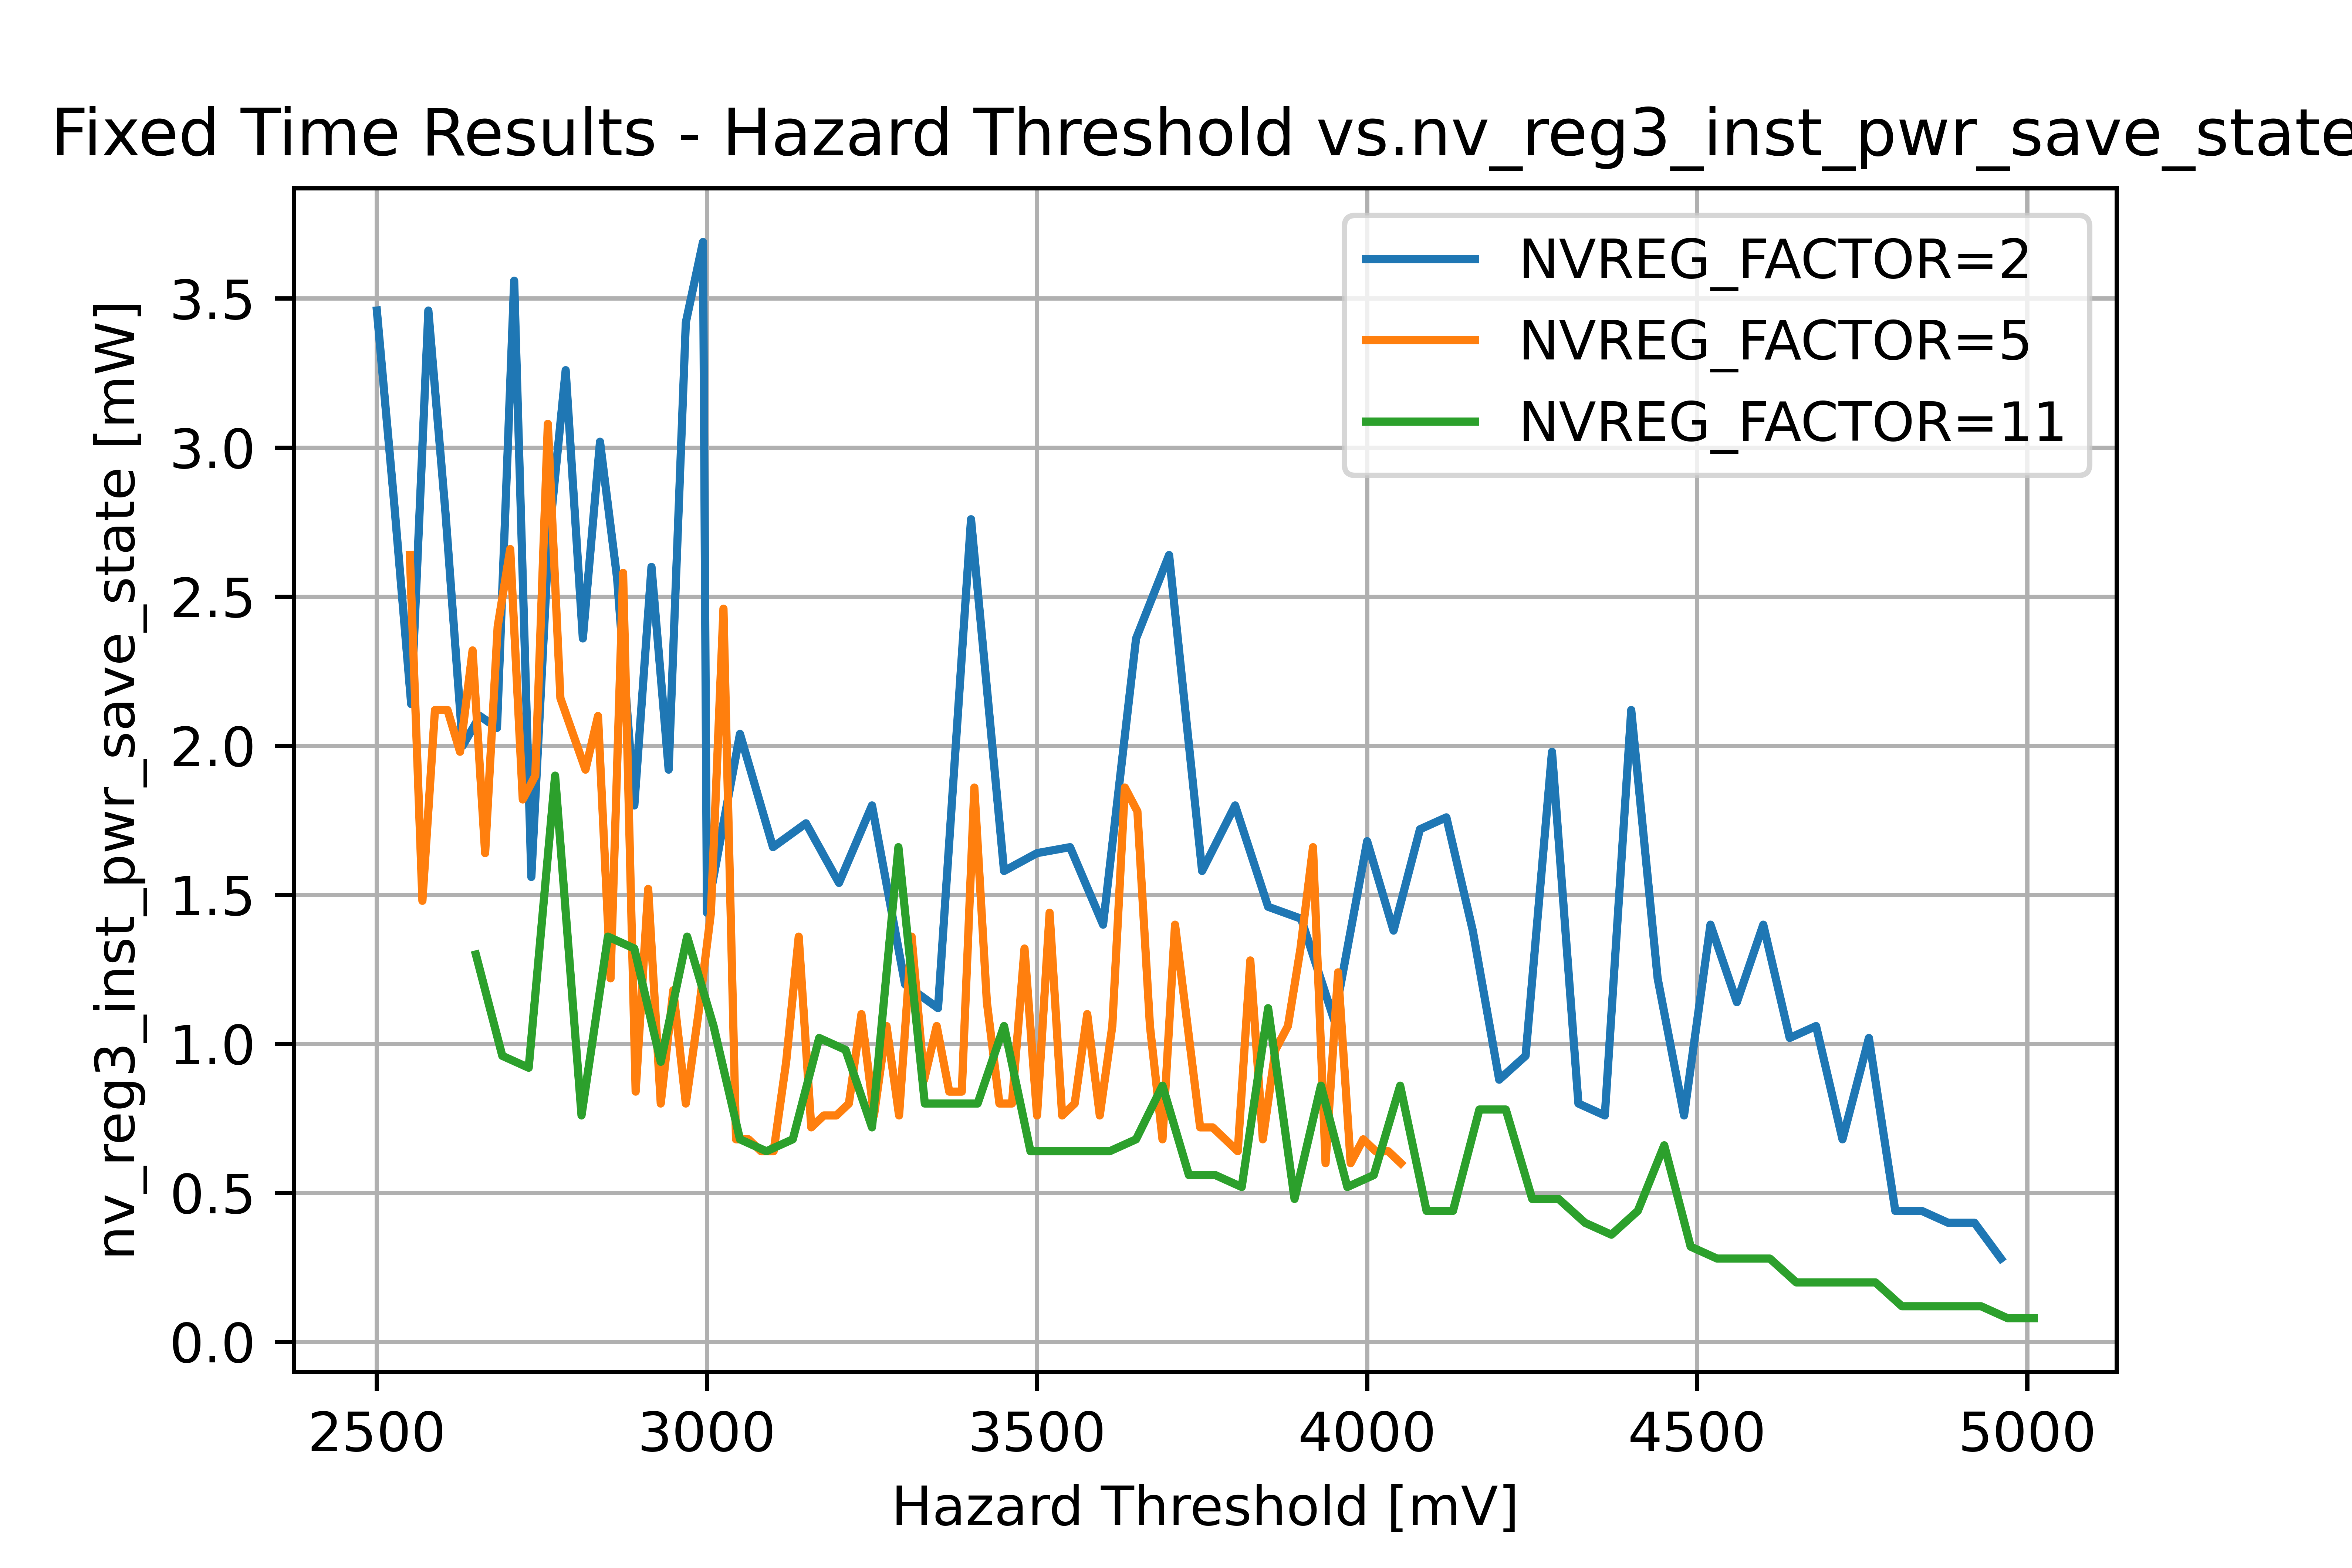 Fixed Time Results - Hazard Threshold vs.nv_reg3_inst_pwr_save_state
NVREG_FACTOR=2
NVREG_FACTOR=5
NVREG_FACTOR=11
nv_reg3_inst_pwr_save_state [mW]
3.5
3.0
2.5
2.0
1.5
1.0
0.5
0.0
2500 3000 3500 4000 4500 5000
Hazard Threshold [mV]